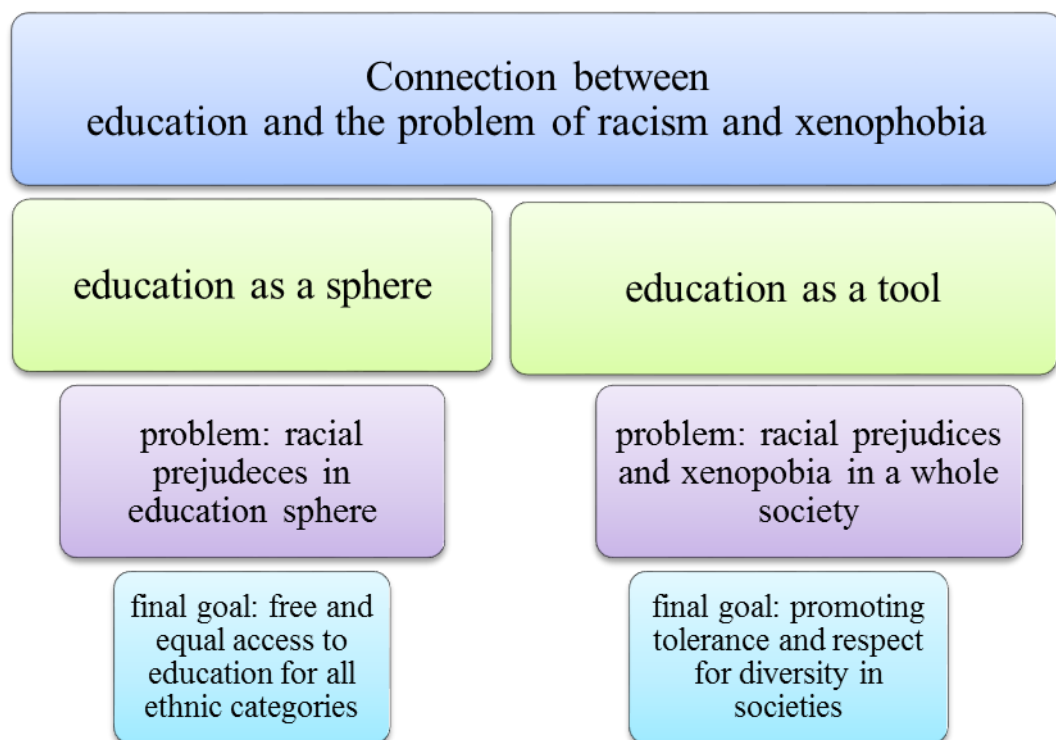 Connection between
education and the problem of racism and xenophobia
education as a sphere
education as a tool
problem: racial
prejudeces in
education sphere
problem: racial prejudices
and xenopobia in a whole
society
final goal: free and
equal access to
education for all
ethnic categories
final goal: promoting
tolerance and respect
for diversity in
societies